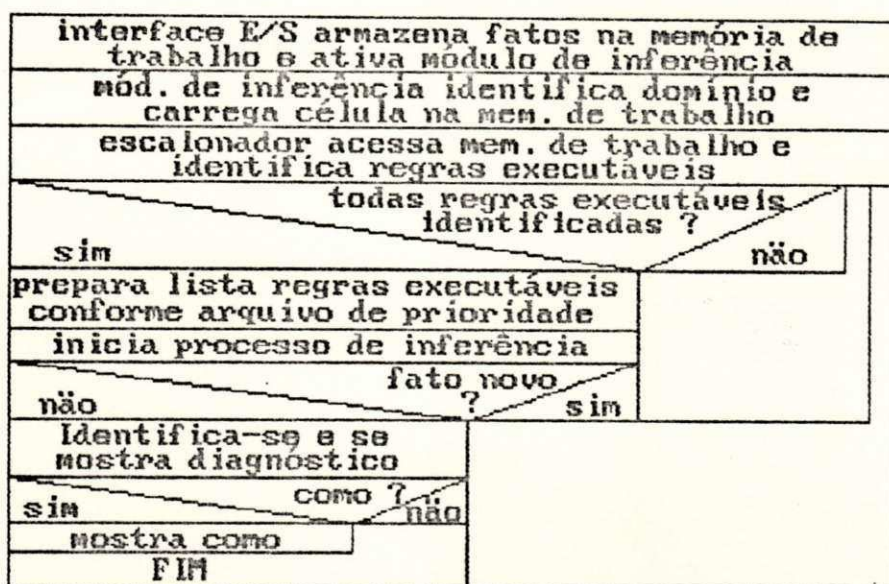 interface E/S armazena fatos na memória de
trabalho e ativa módulo de inferência
mód. de inferência identifica domínio e
carrega célula na mem. de trabalho
escalonador acessa mem. de trabalho e
identifica regras executáveis
todas regras executáveis
identificadas ?
sim
não
prepara lista regras executáveis
conforme arquivo de prioridade
inicia processo de inferência
fato novo
?
não
sim
Identifica-se e se
mostra diagnóstico
como ?
sim
não
mostra como
FIM